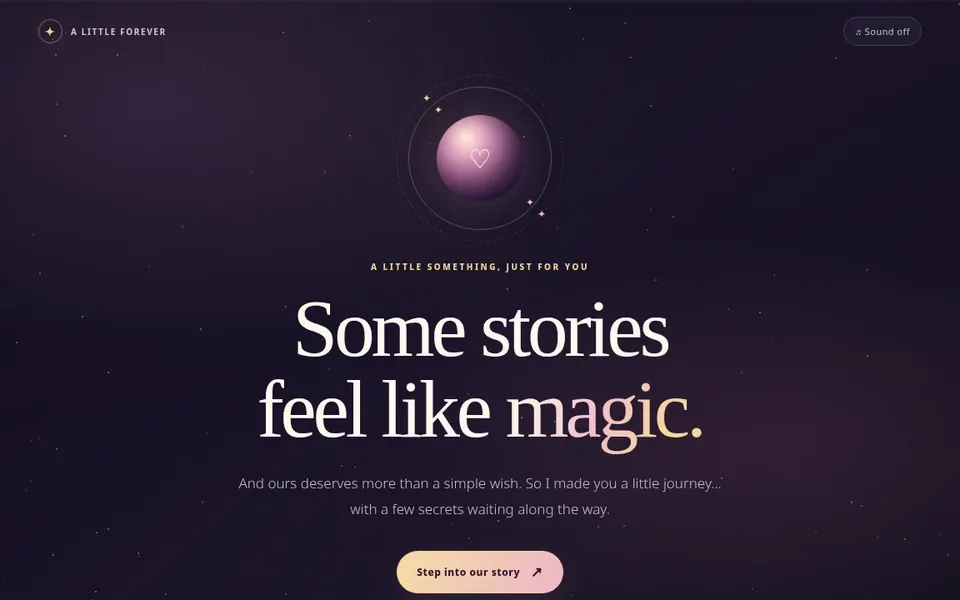 A LITTLE FOREVER
♬ Sound off
A LITTLE SOMETHING, JUST FOR YOU
Some stories
feel like magic.
And ours deserves more than a simple wish. So I made you a little journey…
with a few secrets waiting along the way.
Step into our story ↗